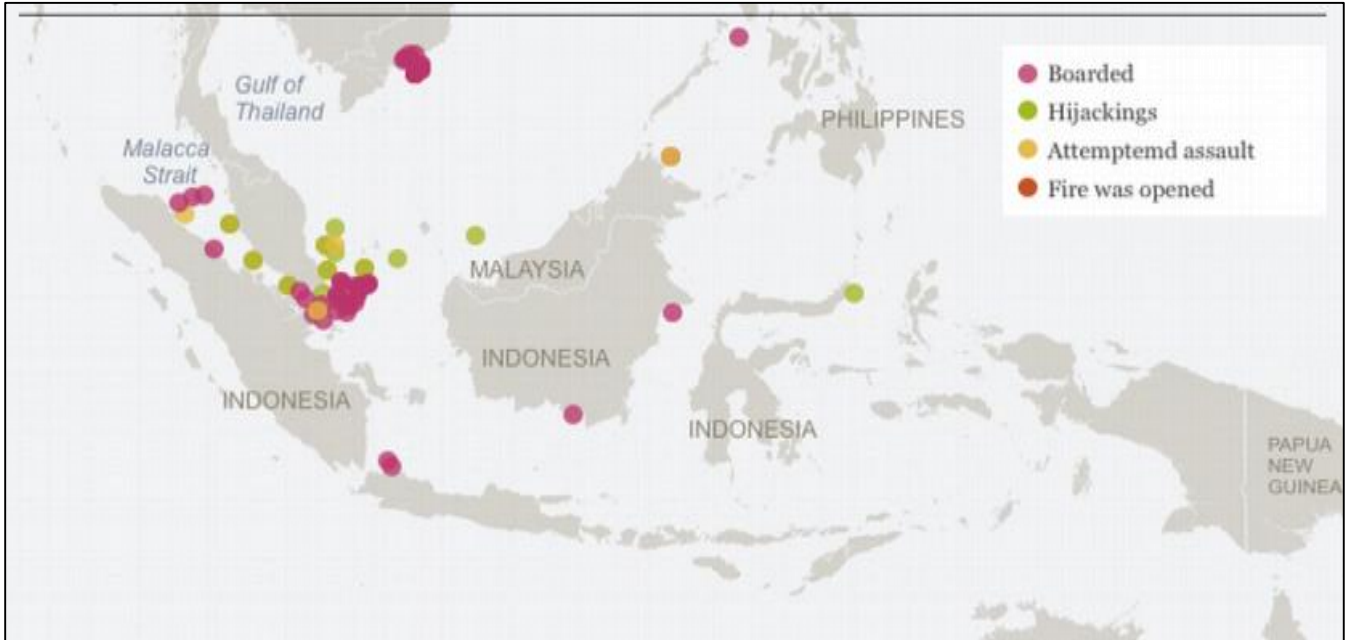 Gulf of
Thailand
Malacca
Strait
PHILIPPINES
MALAYSIA
INDONESIA
INDONESIA
INDONESIA
PAPUA
NEW
GUINEA
Boarded
Hijackings
Attemptemd assault
Fire was opened